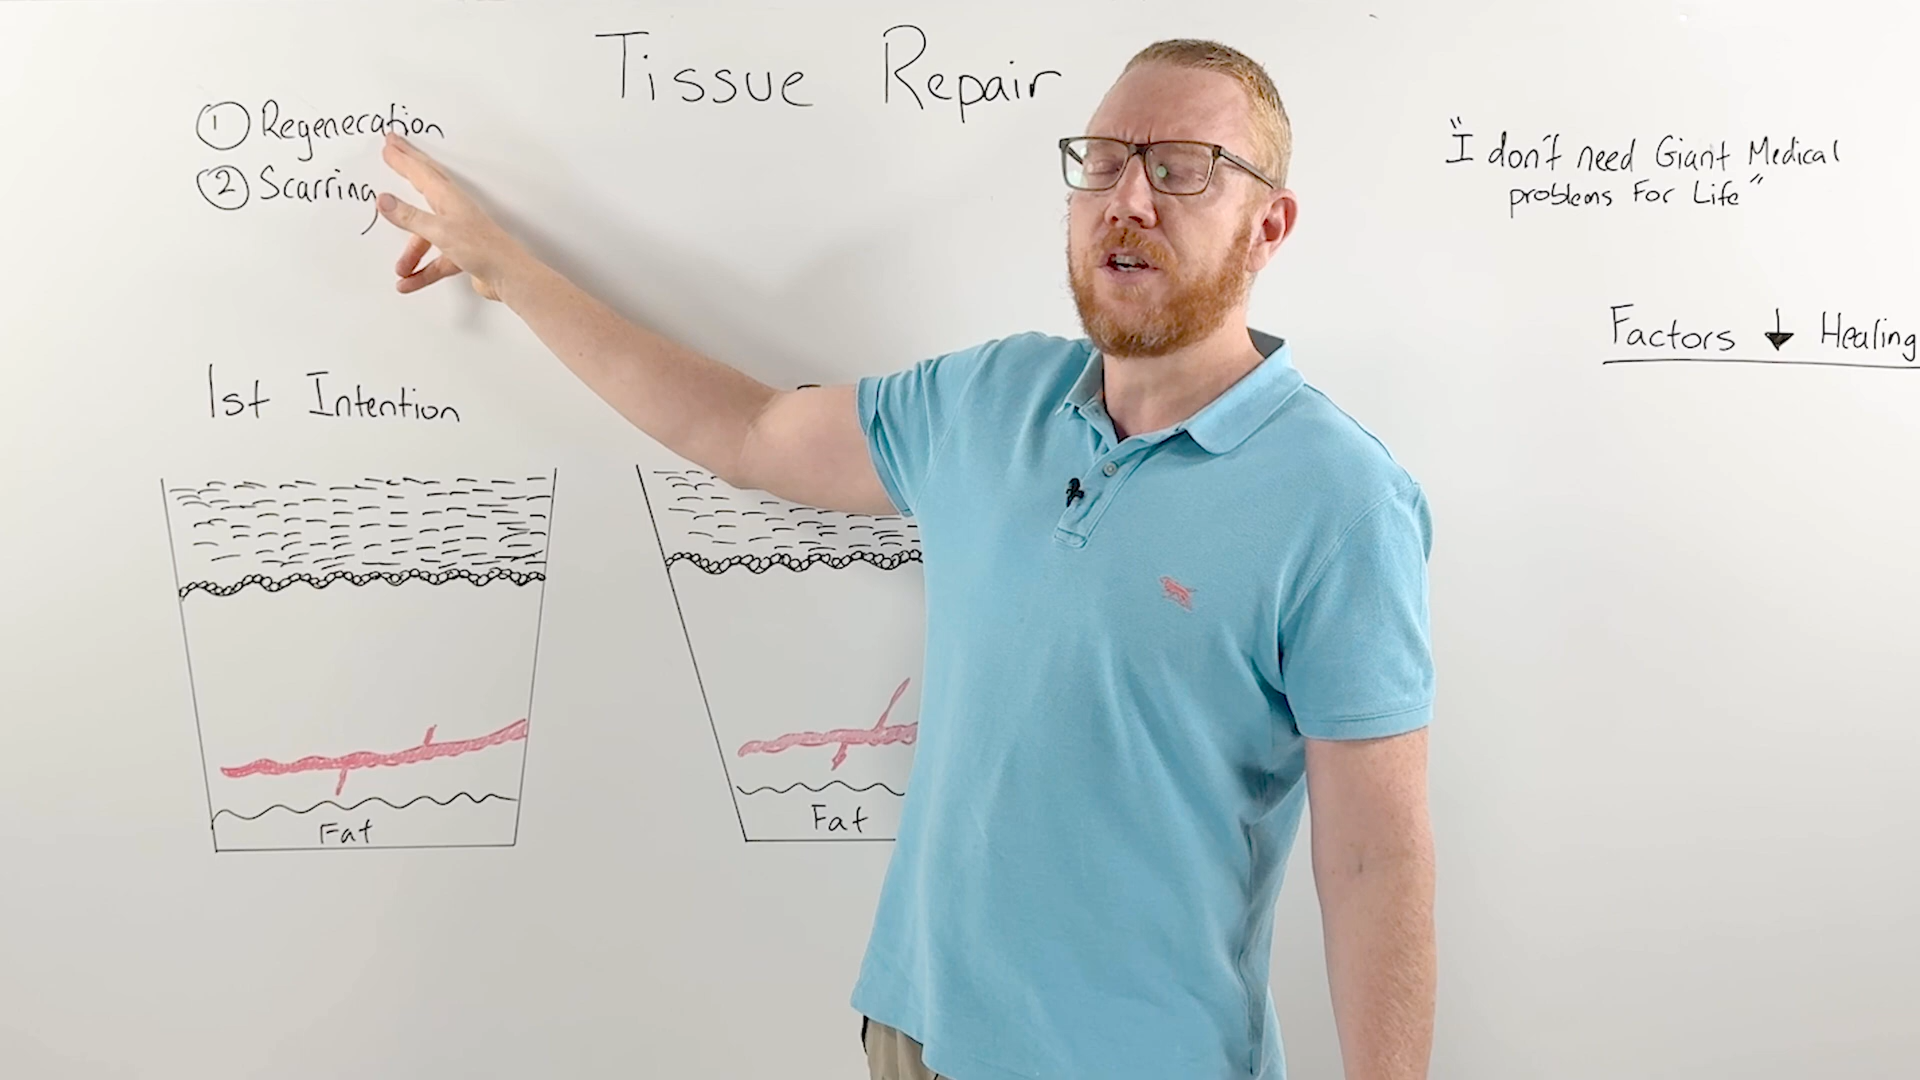 Tissue Repair
① Regeneration
② Scarring
"I don't need Giant Medical
problems For Life"
Factors ↓ Healing
1st Intention
Fat
Fat